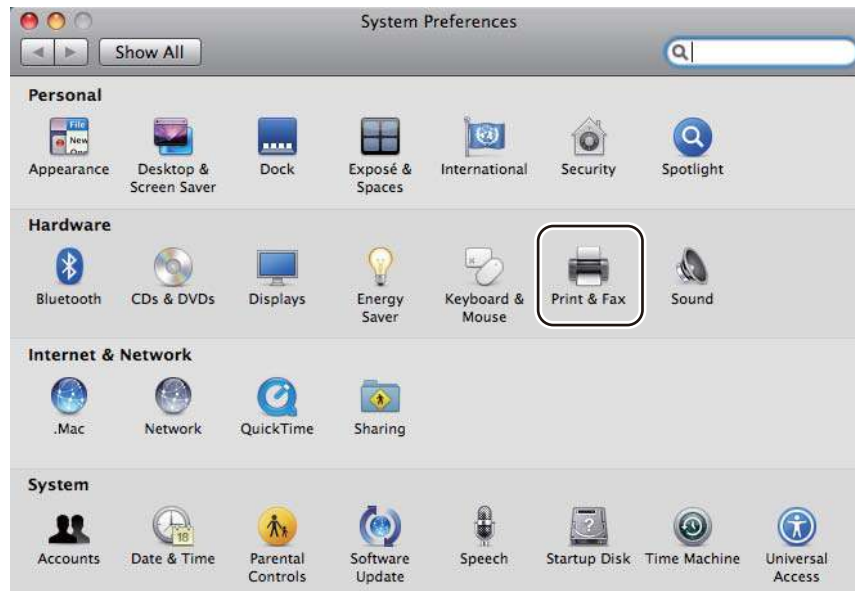 System Preferences
Show All
Personal
File
New
Appearance
Desktop &
Screen Saver
Dock
Exposé &
Spaces
International
Security
Spotlight
Hardware
Bluetooth
CDs & DVDs
Displays
Energy
Saver
Keyboard &
Mouse
Print & Fax
Sound
Internet & Network
.Mac
Network
QuickTime
Sharing
System
Accounts
18
Date & Time
Parental
Controls
Software
Update
Speech
?
Startup Disk
Time Machine
Universal
Access